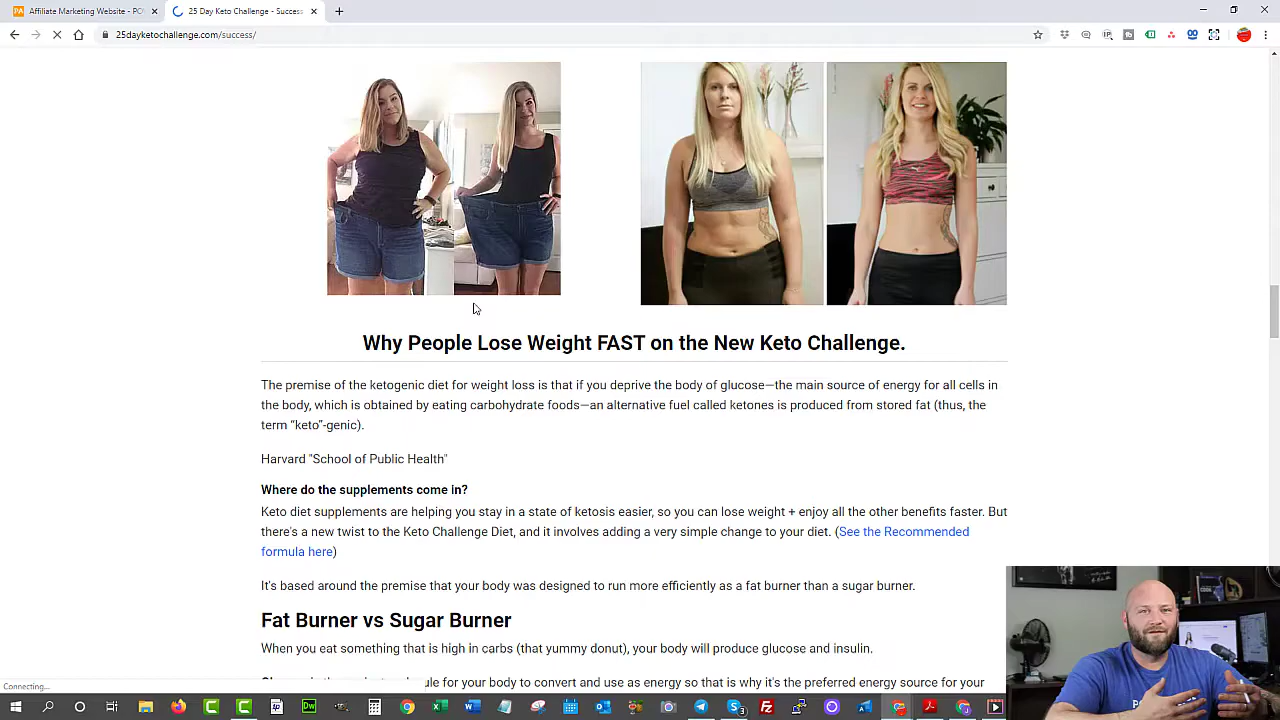 Affiliate Marketing Website - PO
25 Day Keto Challenge - Success
25dayketochallenge.com/success/
Why People Lose Weight FAST on the New Keto Challenge.
The premise of the ketogenic diet for weight loss is that if you deprive the body of glucose—the main source of energy for all cells in
the body, which is obtained by eating carbohydrate foods—an alternative fuel called ketones is produced from stored fat (thus, the
term “keto”-genic).
Harvard "School of Public Health"
Where do the supplements come in?
Keto diet supplements are helping you stay in a state of ketosis easier, so you can lose weight + enjoy all the other benefits faster. But
there's a new twist to the Keto Challenge Diet, and it involves adding a very simple change to your diet. (See the Recommended
formula here)
It's based around the premise that your body was designed to run more efficiently as a fat burner than a sugar burner.
Fat Burner vs Sugar Burner
When you eat something that is high in carbs (that yummy donut), your body will produce glucose and insulin.
for your body to convert and use as energy so that is why it's the preferred energy source for your
Connecting...